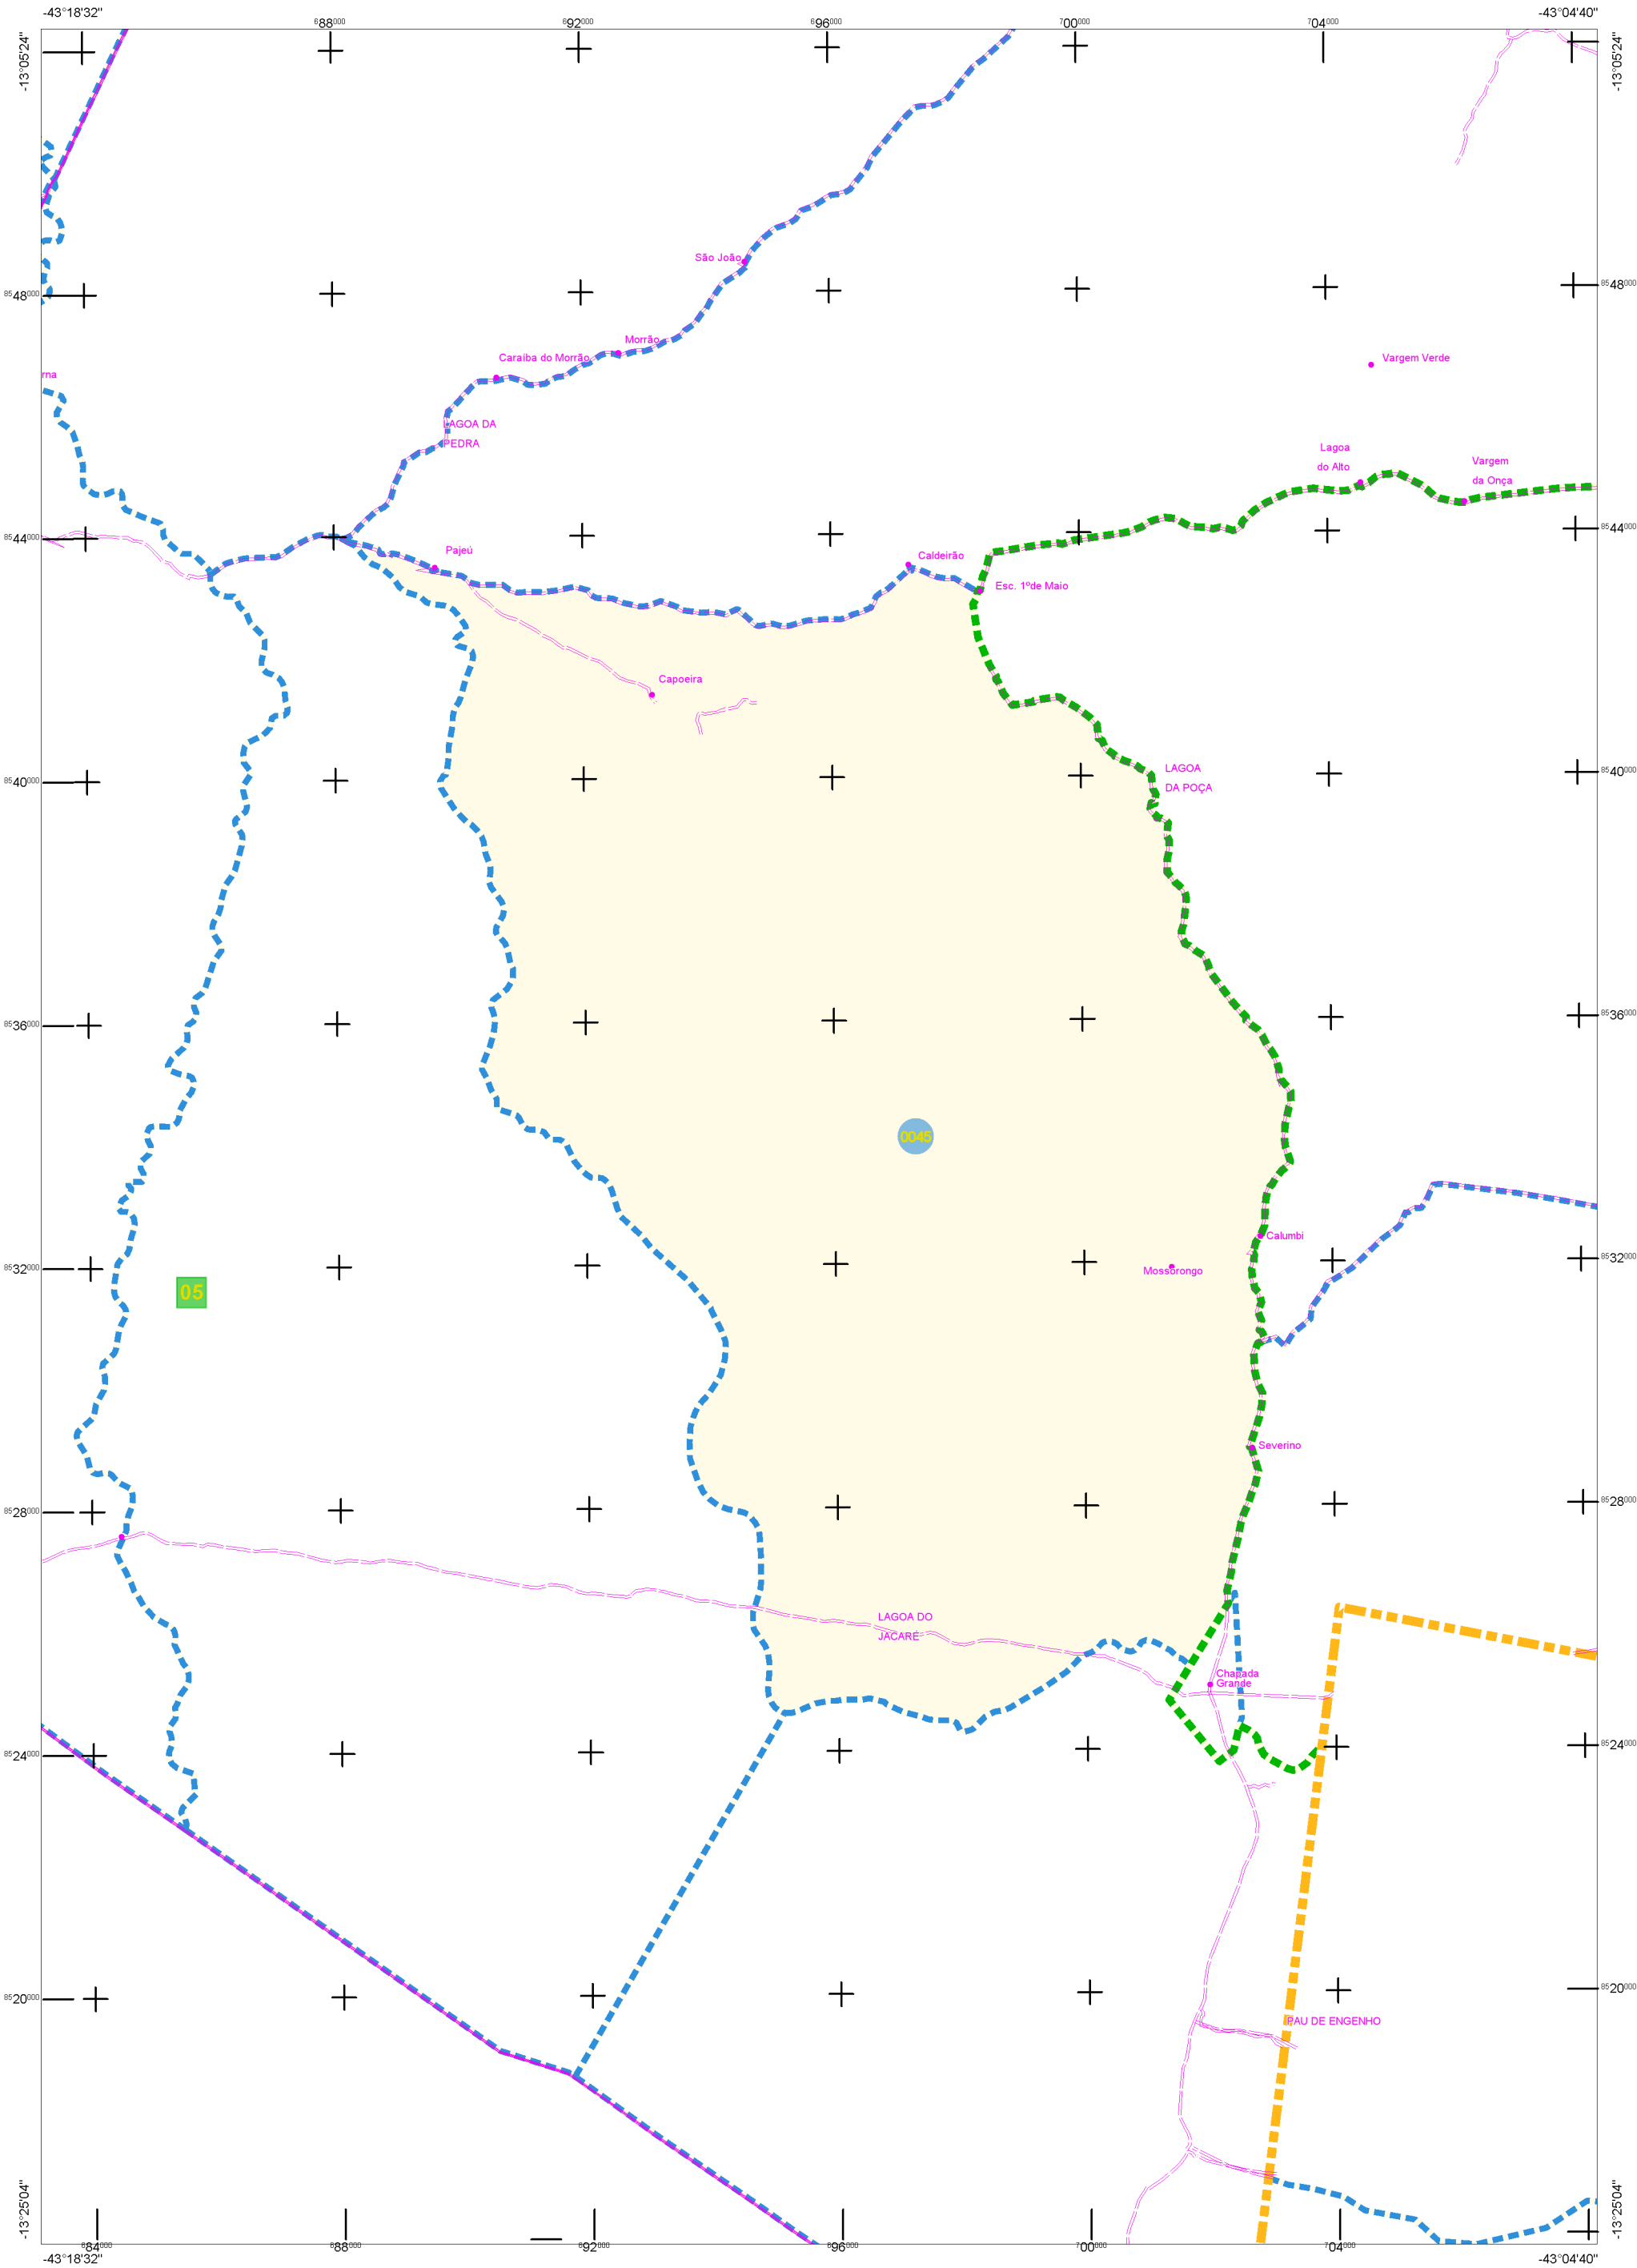 -43°18'32"
688000
692000
696000
700000
704000
-43°04'40"
-13°05'24"
-13°05'24"
São João
8548000
8548000
Morrão
Caraíba do Morrão
Vargem Verde
rna
LAGOA DA
PEDRA
Lagoa
do Alto
Vargem
da Onça
8544000
8544000
Pajeú
Caldeirão
Esc. 1ºde Maio
Capoeira
LAGOA
DA POÇA
8540000
8540000
8536000
8536000
0045
Calumbi
Mossorongo
8532000
8532000
05
Severino
8528000
8528000
LAGOA DO
JACARÉ
Chapada
Grande
8524000
8524000
8520000
8520000
PAU DE ENGENHO
-13°25'04"
-13°25'04"
684000
688000
692000
696000
700000
704000
-43°18'32"
-43°04'40"